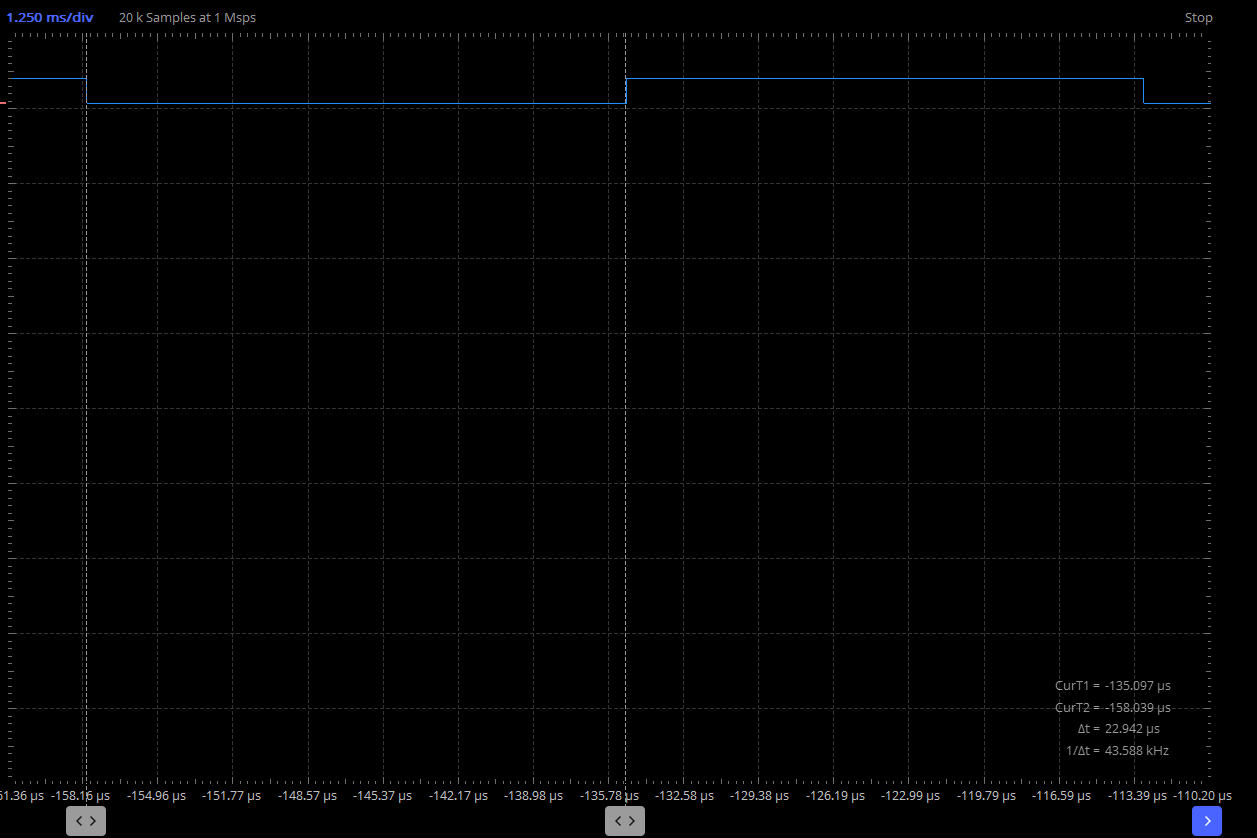 1.250 ms/div 20 k Samples at 1 Msps Stop
CurT1 = -135.097 µs
CurT2 = -158.039 µs
Δt = 22.942 µs
1/Δt = 43.588 kHz
51.36 µs -158.16 µs -154.96 µs -151.77 µs -148.57 µs -145.37 µs -142.17 µs -138.98 µs -135.78 µs -132.58 µs -129.38 µs -126.19 µs -122.99 µs -119.79 µs -116.59 µs -113.39 µs -110.20 µs